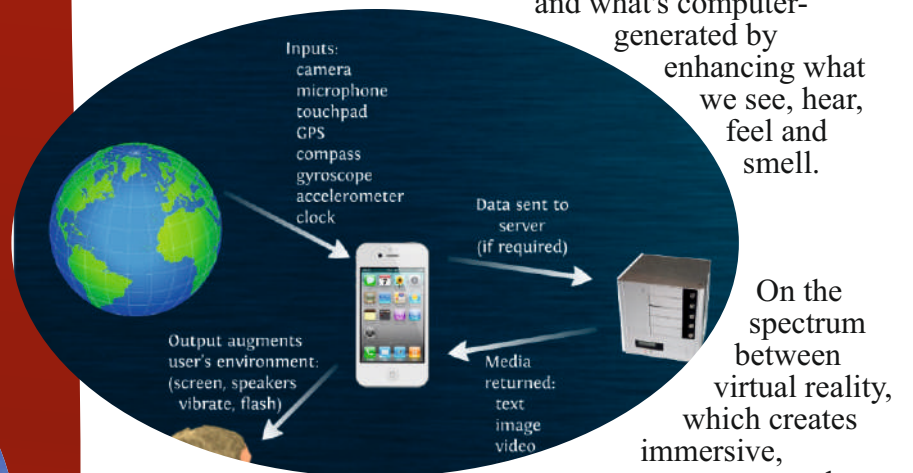 and what's computer-
generated by
enhancing what
we see, hear,
feel and
smell.
Inputs:
camera
microphone
touchpad
GPS
compass
gyroscope
accelerometer
clock
Data sent to
server
(if required)
Output augments
user's environment:
(screen, speakers
vibrate, flash)
Media
returned:
text
image
video
On the
spectrum
between
virtual reality,
which creates
immersive,